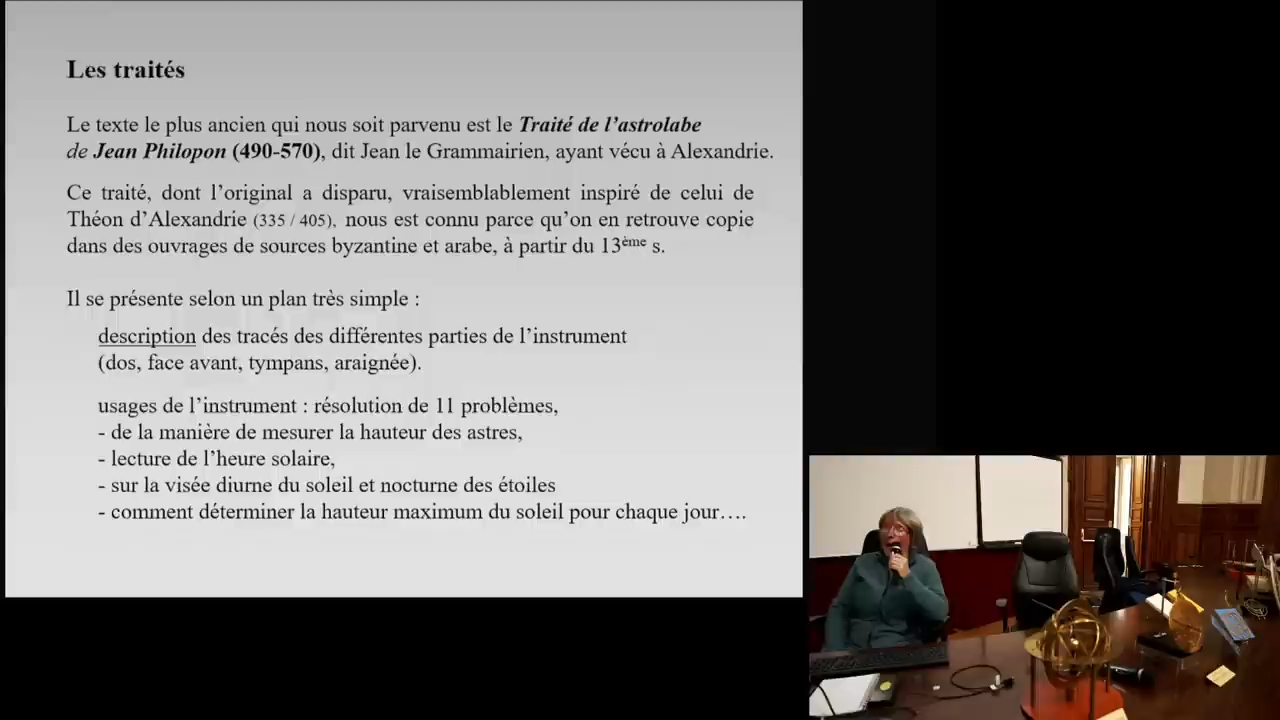 Les traités
Le texte le plus ancien qui nous soit parvenu est le Traité de l’astrolabe
de Jean Philopon (490-570), dit Jean le Grammairien, ayant vécu à Alexandrie.
Ce traité, dont l’original a disparu, vraisemblablement inspiré de celui de
Théon d’Alexandrie (335 / 405), nous est connu parce qu’on en retrouve copie
dans des ouvrages de sources byzantine et arabe, à partir du 13ème s.
Il se présente selon un plan très simple :
description des tracés des différentes parties de l’instrument
(dos, face avant, tympans, araignée).
usages de l’instrument : résolution de 11 problèmes,
- de la manière de mesurer la hauteur des astres,
- lecture de l’heure solaire,
- sur la visée diurne du soleil et nocturne des étoiles
- comment déterminer la hauteur maximum du soleil pour chaque jour….